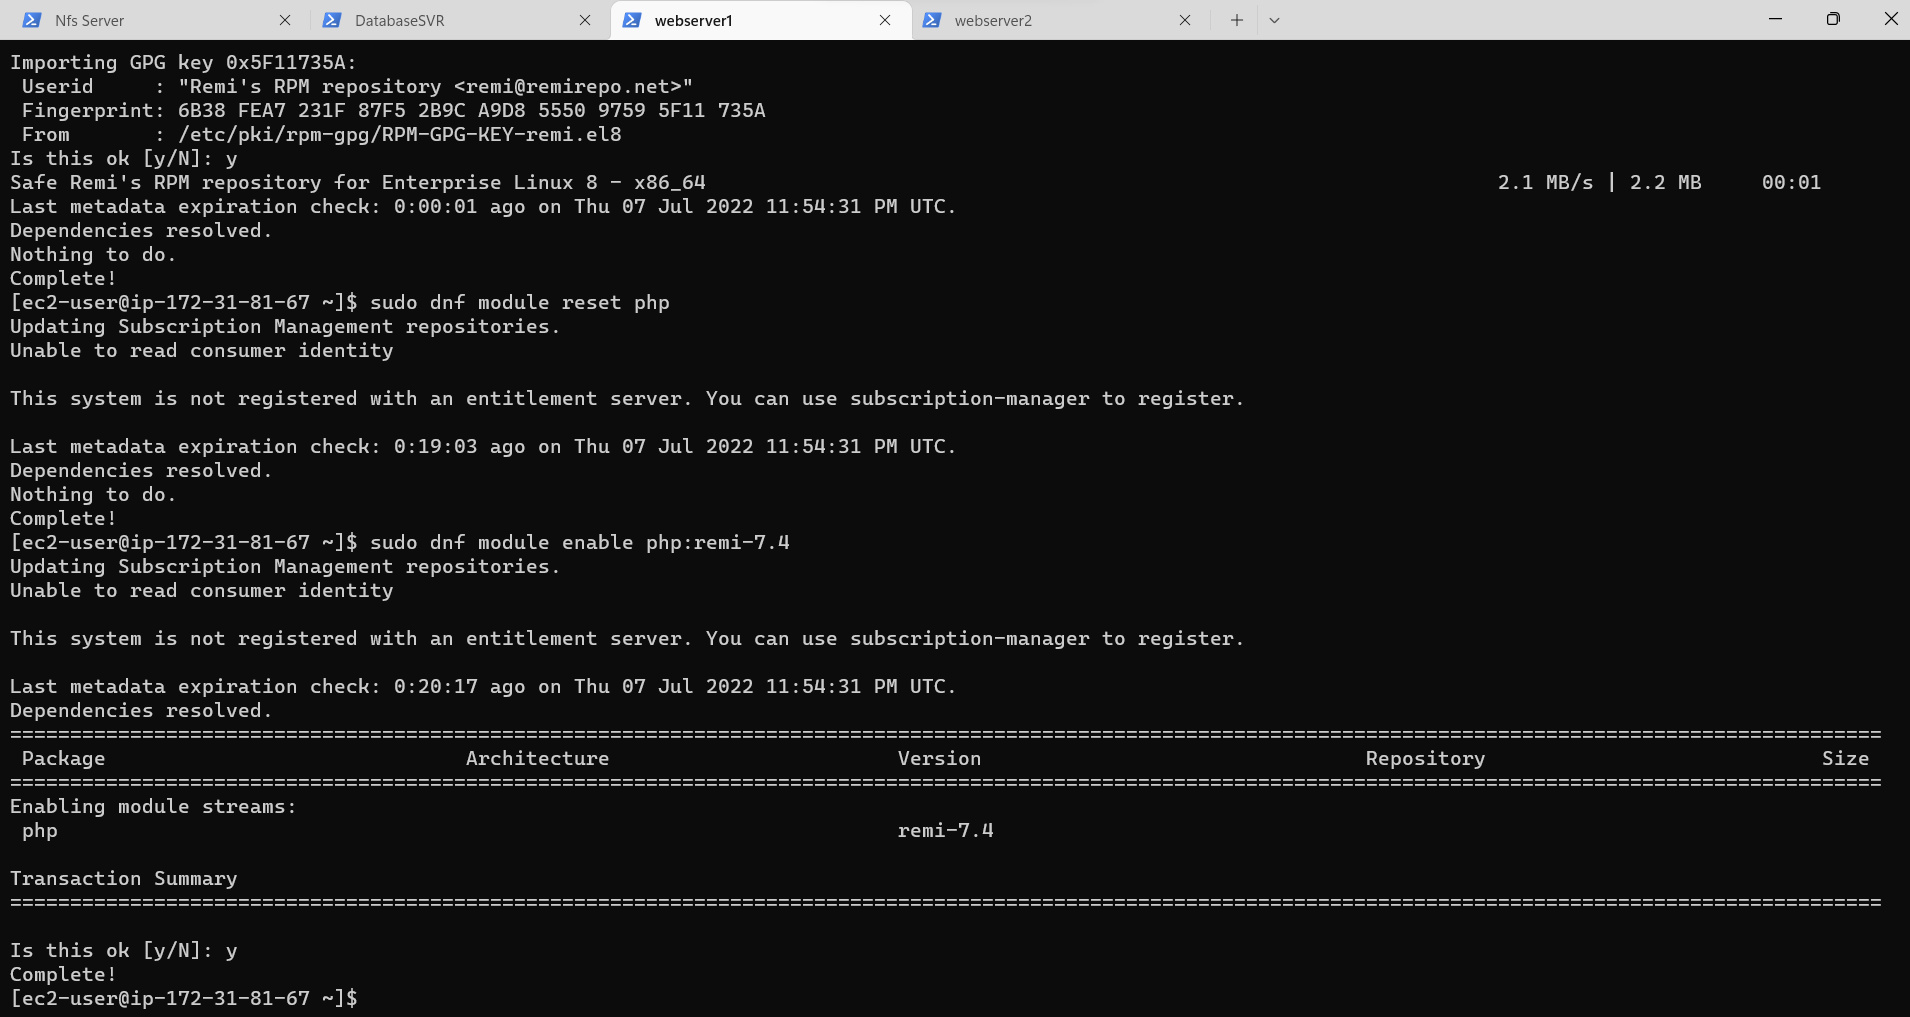 Nfs Server
DatabaseSVR
webserver1
webserver2
Importing GPG key 0x5F11735A:
 Userid     : "Remi's RPM repository <remi@remirepo.net>"
 Fingerprint: 6B38 FEA7 231F 87F5 2B9C A9D8 5550 9759 5F11 735A
 From       : /etc/pki/rpm-gpg/RPM-GPG-KEY-remi.el8
Is this ok [y/N]: y
Safe Remi's RPM repository for Enterprise Linux 8 - x86_64 2.1 MB/s | 2.2 MB     00:01
Last metadata expiration check: 0:00:01 ago on Thu 07 Jul 2022 11:54:31 PM UTC.
Dependencies resolved.
Nothing to do.
Complete!
[ec2-user@ip-172-31-81-67 ~]$ sudo dnf module reset php
Updating Subscription Management repositories.
Unable to read consumer identity
This system is not registered with an entitlement server. You can use subscription-manager to register.
Last metadata expiration check: 0:19:03 ago on Thu 07 Jul 2022 11:54:31 PM UTC.
Dependencies resolved.
Nothing to do.
Complete!
[ec2-user@ip-172-31-81-67 ~]$ sudo dnf module enable php:remi-7.4
Updating Subscription Management repositories.
Unable to read consumer identity
This system is not registered with an entitlement server. You can use subscription-manager to register.
Last metadata expiration check: 0:20:17 ago on Thu 07 Jul 2022 11:54:31 PM UTC.
Dependencies resolved.
 Package     Architecture     Version     Repository     Size
Enabling module streams:
 php     remi-7.4
Transaction Summary
Is this ok [y/N]: y
Complete!
[ec2-user@ip-172-31-81-67 ~]$